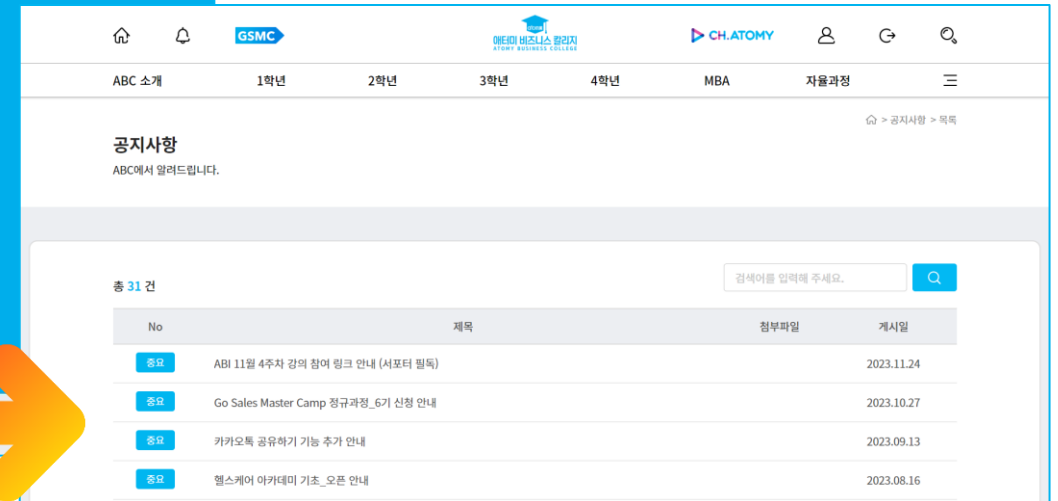 GSMC
atomy
애터미 비즈니스 컬리지
ATOMY BUSINESS COLLEGE
CH.ATOMY
ABC 소개 1학년 2학년 3학년 4학년 MBA 자율과정
> 공지사항 > 목록
공지사항
ABC에서 알려드립니다.
총 31 건
검색어를 입력해 주세요.
No 제목 첨부파일 게시일
중요 ABI 11월 4주차 강의 참여 링크 안내 (서포터 필독) 2023.11.24
중요 Go Sales Master Camp 정규과정_6기 신청 안내 2023.10.27
중요 카카오톡 공유하기 기능 추가 안내 2023.09.13
중요 헬스케어 아카데미 기초_오픈 안내 2023.08.16